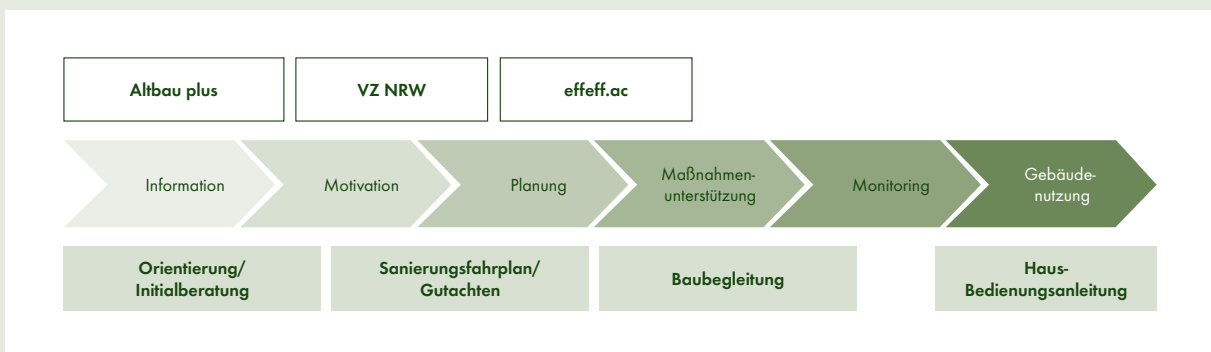 Altbau plus
VZ NRW
effeff.ac
Information
Motivation
Planung
Maßnahmen-
unterstützung
Monitoring
Gebäude-
nutzung
Orientierung/
Initialberatung
Sanierungsfahrplan/
Gutachten
Baubegleitung
Haus-
Bedienungsanleitung